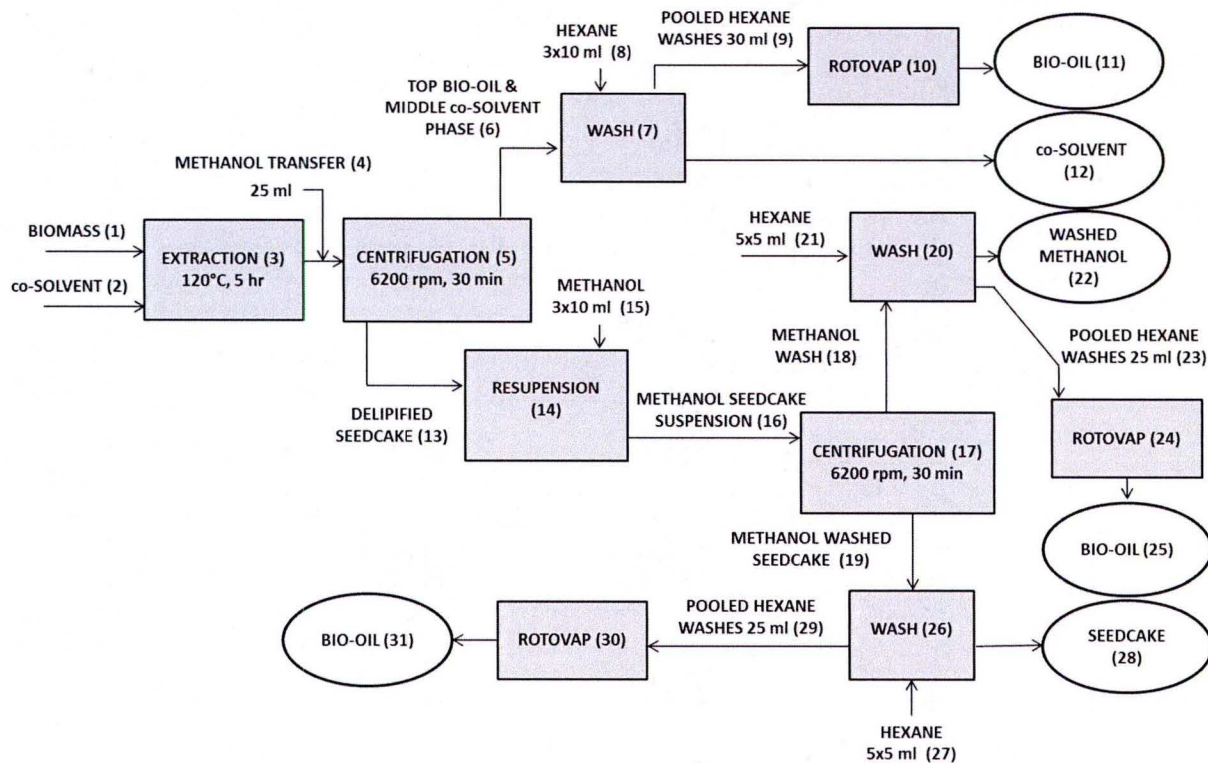 POOLED HEXANE
WASHES 30 ml (9)
HEXANE
3x10 ml (8)
ROTOVAP (10)
BIO-OIL (11)
TOP BIO-OIL &
MIDDLE co-SOLVENT
PHASE (6)
WASH (7)
co-SOLVENT
(12)
METHANOL TRANSFER (4)
25 ml
BIOMASS (1)
co-SOLVENT (2)
EXTRACTION (3)
120°C, 5 hr
CENTRIFUGATION (5)
6200 rpm, 30 min
HEXANE
5x5 ml (21)
WASH (20)
WASHED
METHANOL
(22)
METHANOL
3x10 ml (15)
METHANOL
WASH (18)
POOLED HEXANE
WASHES 25 ml (23)
DELIPIFIED
SEEDCAKE (13)
RESUPENSION
(14)
METHANOL SEEDCAKE
SUSPENSION (16)
CENTRIFUGATION (17)
6200 rpm, 30 min
ROTOVAP (24)
BIO-OIL (25)
METHANOL WASHED
SEEDCAKE (19)
BIO-OIL (31)
ROTOVAP (30)
POOLED HEXANE
WASHES 25 ml (29)
WASH (26)
SEEDCAKE
(28)
HEXANE
5x5 ml (27)